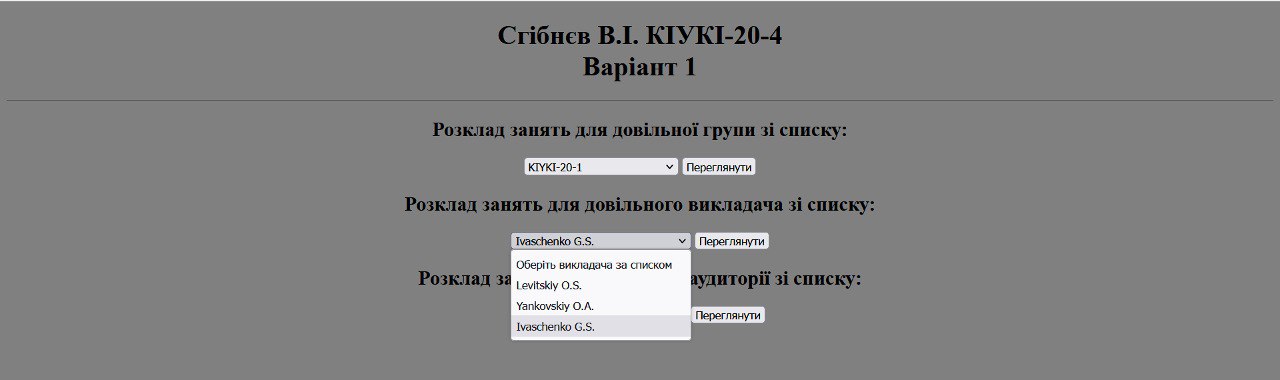 Сгібнєв В.І. КІУКІ-20-4
Варіант 1
Розклад занять для довільної групи зі списку:
KIYKI-20-1 Переглянути
Розклад занять для довільного викладача зі списку:
Ivaschenko G.S. Переглянути
Оберіть викладача за списком
Розклад за аудиторії зі списку:
Levitskiy O.S.
Yankovskiy O.A.
Переглянути
Ivaschenko G.S.